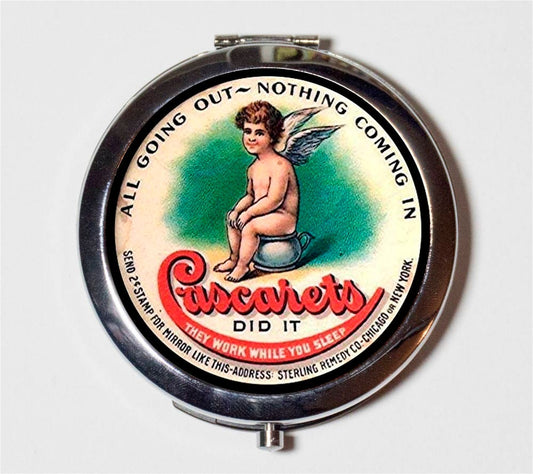 ALL GOING OUT~NOTHING COMING IN
Cascarets
DID IT
THEY WORK WHILE YOU SLEEP
SEND 2¢ STAMP FOR MIRROR LIKE THIS-ADDRESS: STERLING REMEDY CO-CHICAGO OR NEW YORK.